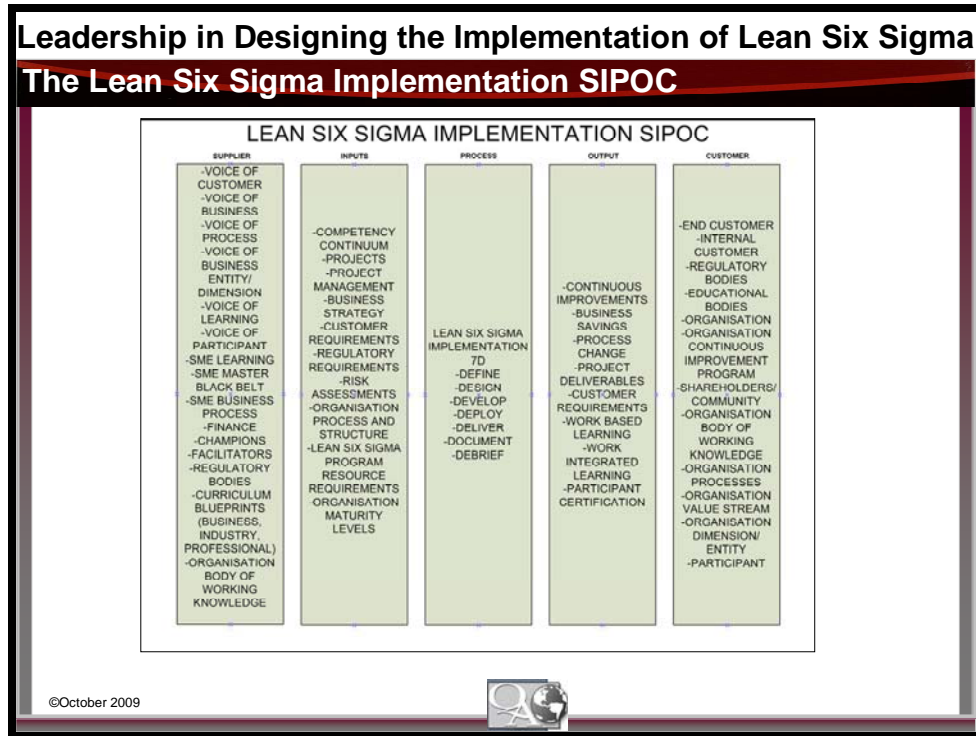 Leadership in Designing the Implementation of Lean Six Sigma
The Lean Six Sigma Implementation SIPOC
LEAN SIX SIGMA IMPLEMENTATION SIPOC
SUPPLIER
-VOICE OF
CUSTOMER
-VOICE OF
BUSINESS
-VOICE OF
PROCESS
-VOICE OF
BUSINESS
ENTITY/
DIMENSION
-VOICE OF
LEARNING
-VOICE OF
PARTICIPANT
-SME LEARNING
-SME MASTER
BLACK BELT
-SME BUSINESS
PROCESS
-FINANCE
-CHAMPIONS
-FACILITATORS
-REGULATORY
BODIES
-CURRICULUM
BLUEPRINTS
(BUSINESS,
INDUSTRY,
PROFESSIONAL)
-ORGANISATION
BODY OF
WORKING
KNOWLEDGE
INPUTS
-COMPETENCY
CONTINUUM
-PROJECTS
-PROJECT
MANAGEMENT
-BUSINESS
STRATEGY
-CUSTOMER
REQUIREMENTS
-REGULATORY
REQUIREMENTS
-RISK
ASSESSMENTS
-ORGANISATION
PROCESS AND
STRUCTURE
-LEAN SIX SIGMA
PROGRAM
RESOURCE
REQUIREMENTS
-ORGANISATION
MATURITY
LEVELS
PROCESS
LEAN SIX SIGMA
IMPLEMENTATION
7D
-DEFINE
-DESIGN
-DEVELOP
-DEPLOY
-DELIVER
-DOCUMENT
-DEBRIEF
OUTPUT
-CONTINUOUS
IMPROVEMENTS
-BUSINESS
SAVINGS
-PROCESS
CHANGE
-PROJECT
DELIVERABLES
-CUSTOMER
REQUIREMENTS
-WORK BASED
LEARNING
-WORK
INTEGRATED
LEARNING
-PARTICIPANT
CERTIFICATION
CUSTOMER
-END CUSTOMER
-INTERNAL
CUSTOMER
-REGULATORY
BODIES
-EDUCATIONAL
BODIES
-ORGANISATION
-ORGANISATION
CONTINUOUS
IMPROVEMENT
PROGRAM
-SHAREHOLDERS/
COMMUNITY
-ORGANISATION
BODY OF
WORKING
KNOWLEDGE
-ORGANISATION
PROCESSES
-ORGANISATION
VALUE STREAM
-ORGANISATION
DIMENSION/
ENTITY
-PARTICIPANT
©October 2009